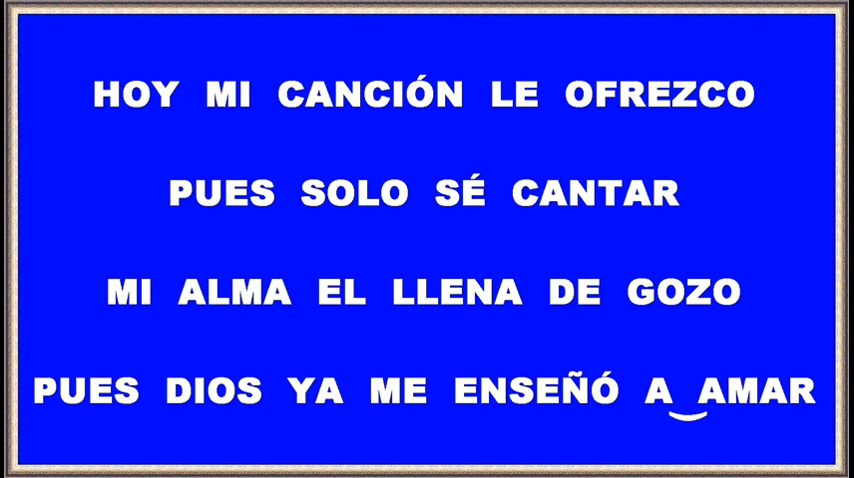 HOY MI CANCIÓN LE OFREZCO
PUES SOLO SÉ CANTAR
MI ALMA EL LLENA DE GOZO
PUES DIOS YA ME ENSEÑÓ A‿AMAR